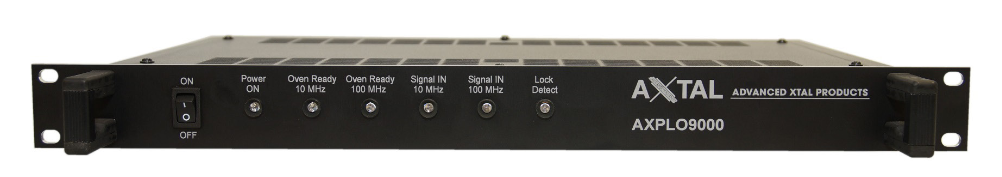 ON
I
O
OFF
Power
ON
Oven Ready
10 MHz
Oven Ready
100 MHz
Signal IN
10 MHz
Signal IN
100 MHz
Lock
Detect
AXTAL
ADVANCED XTAL PRODUCTS
AXPLO9000